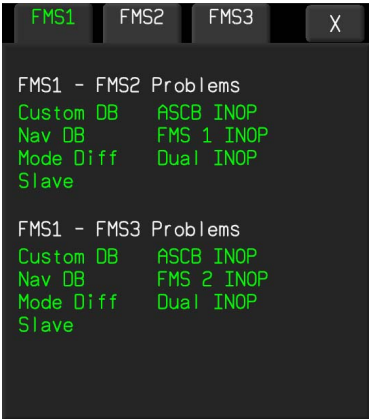 FMS1 FMS2 FMS3 X
FMS1 - FMS2 Problems
Custom DB ASCB INOP
Nav DB FMS 1 INOP
Mode Diff Dual INOP
Slave
FMS1 - FMS3 Problems
Custom DB ASCB INOP
Nav DB FMS 2 INOP
Mode Diff Dual INOP
Slave